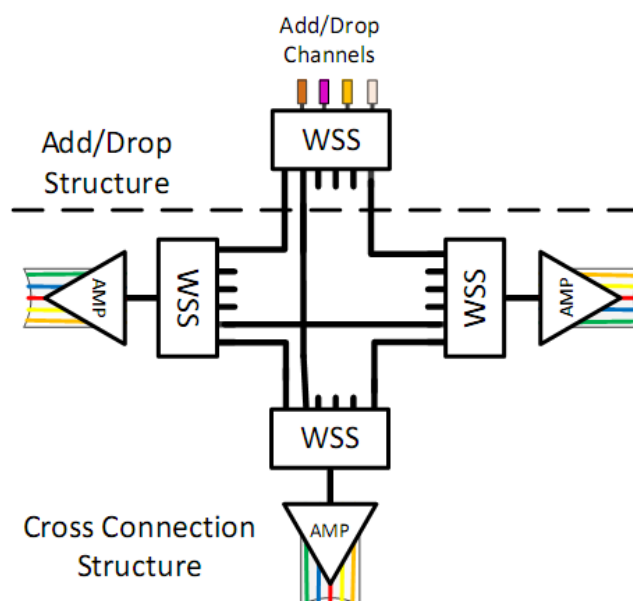 Add/Drop
Channels
WSS
Add/Drop
Structure
AMP
WSS
WSS
AMP
WSS
AMP
Cross Connection
Structure